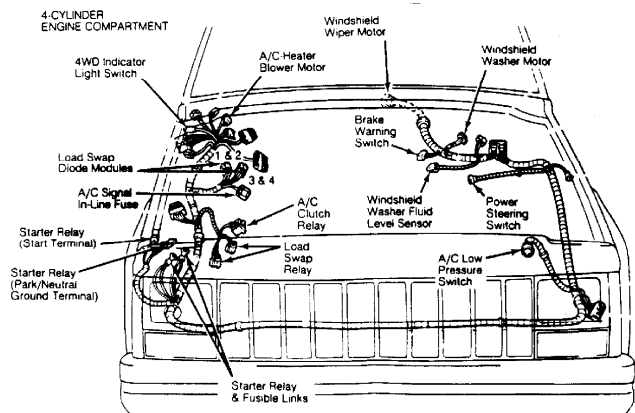 4-CYLINDER
ENGINE COMPARTMENT
Windshield
Wiper Motor
4WD Indicator
Light Switch
A/C-Heater
Blower Motor
Windshield
Washer Motor
Brake
Warning
Switch
Load Swap
Diode Modules
1 & 2
3 & 4
A/C Signal
In-Line Fuse
A/C
Clutch
Relay
Windshield
Washer Fluid
Level Sensor
Power
Steering
Switch
Starter Relay
(Start Terminal)
Load
Swap
Relay
A/C Low
Pressure
Switch
Starter Relay
(Park/Neutral
Ground Terminal)
Starter Relay
& Fusible Links